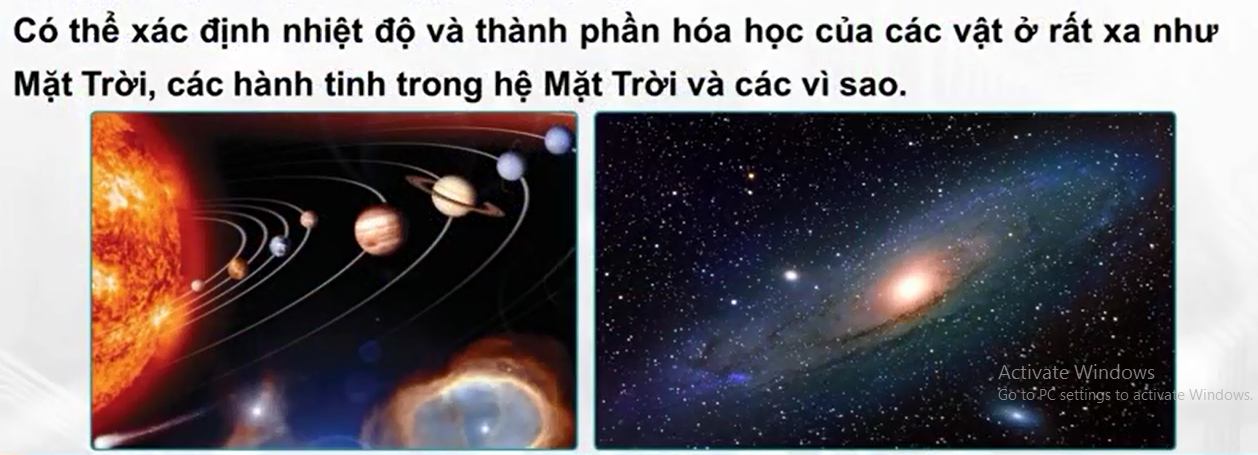 Có thể xác định nhiệt độ và thành phần hóa học của các vật ở rất xa như
Mặt Trời, các hành tinh trong hệ Mặt Trời và các vì sao.
Activate Windows
Go to PC settings to activate Windows.